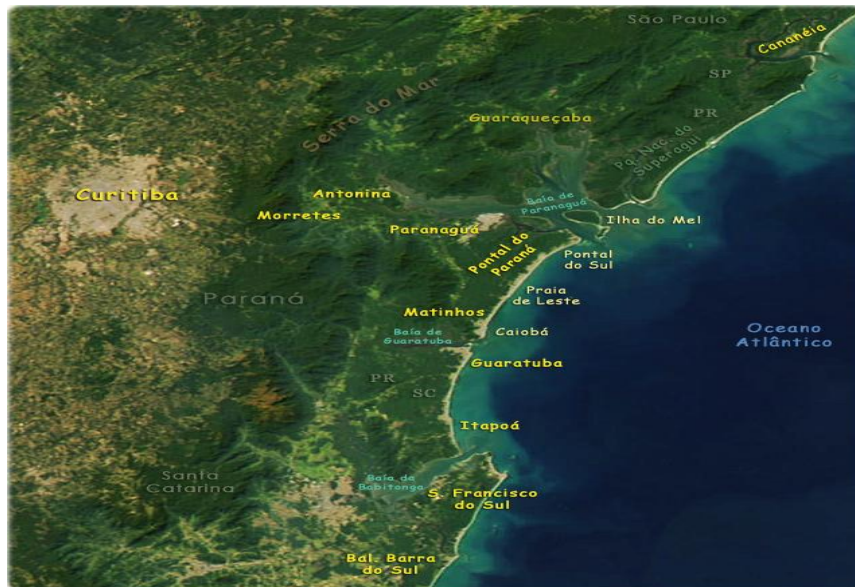 São Paulo
Cananéia
SP
Serra do Mar
PR
Guaraqueçaba
Pq. Nac. do
Superagui
Curitiba
Antonina
Baía de
Paranaguá
Morretes
Ilha do Mel
Paranaguá
Pontal do
Paraná
Pontal
do Sul
Paraná
Praia
de Leste
Matinhos
Baía de
Guaratuba
Caiobá
Oceano
Atlântico
Guaratuba
PR
SC
Itapoá
Santa
Catarina
Baía de
Babitonga
S. Francisco
do Sul
Bal. Barra
do Sul